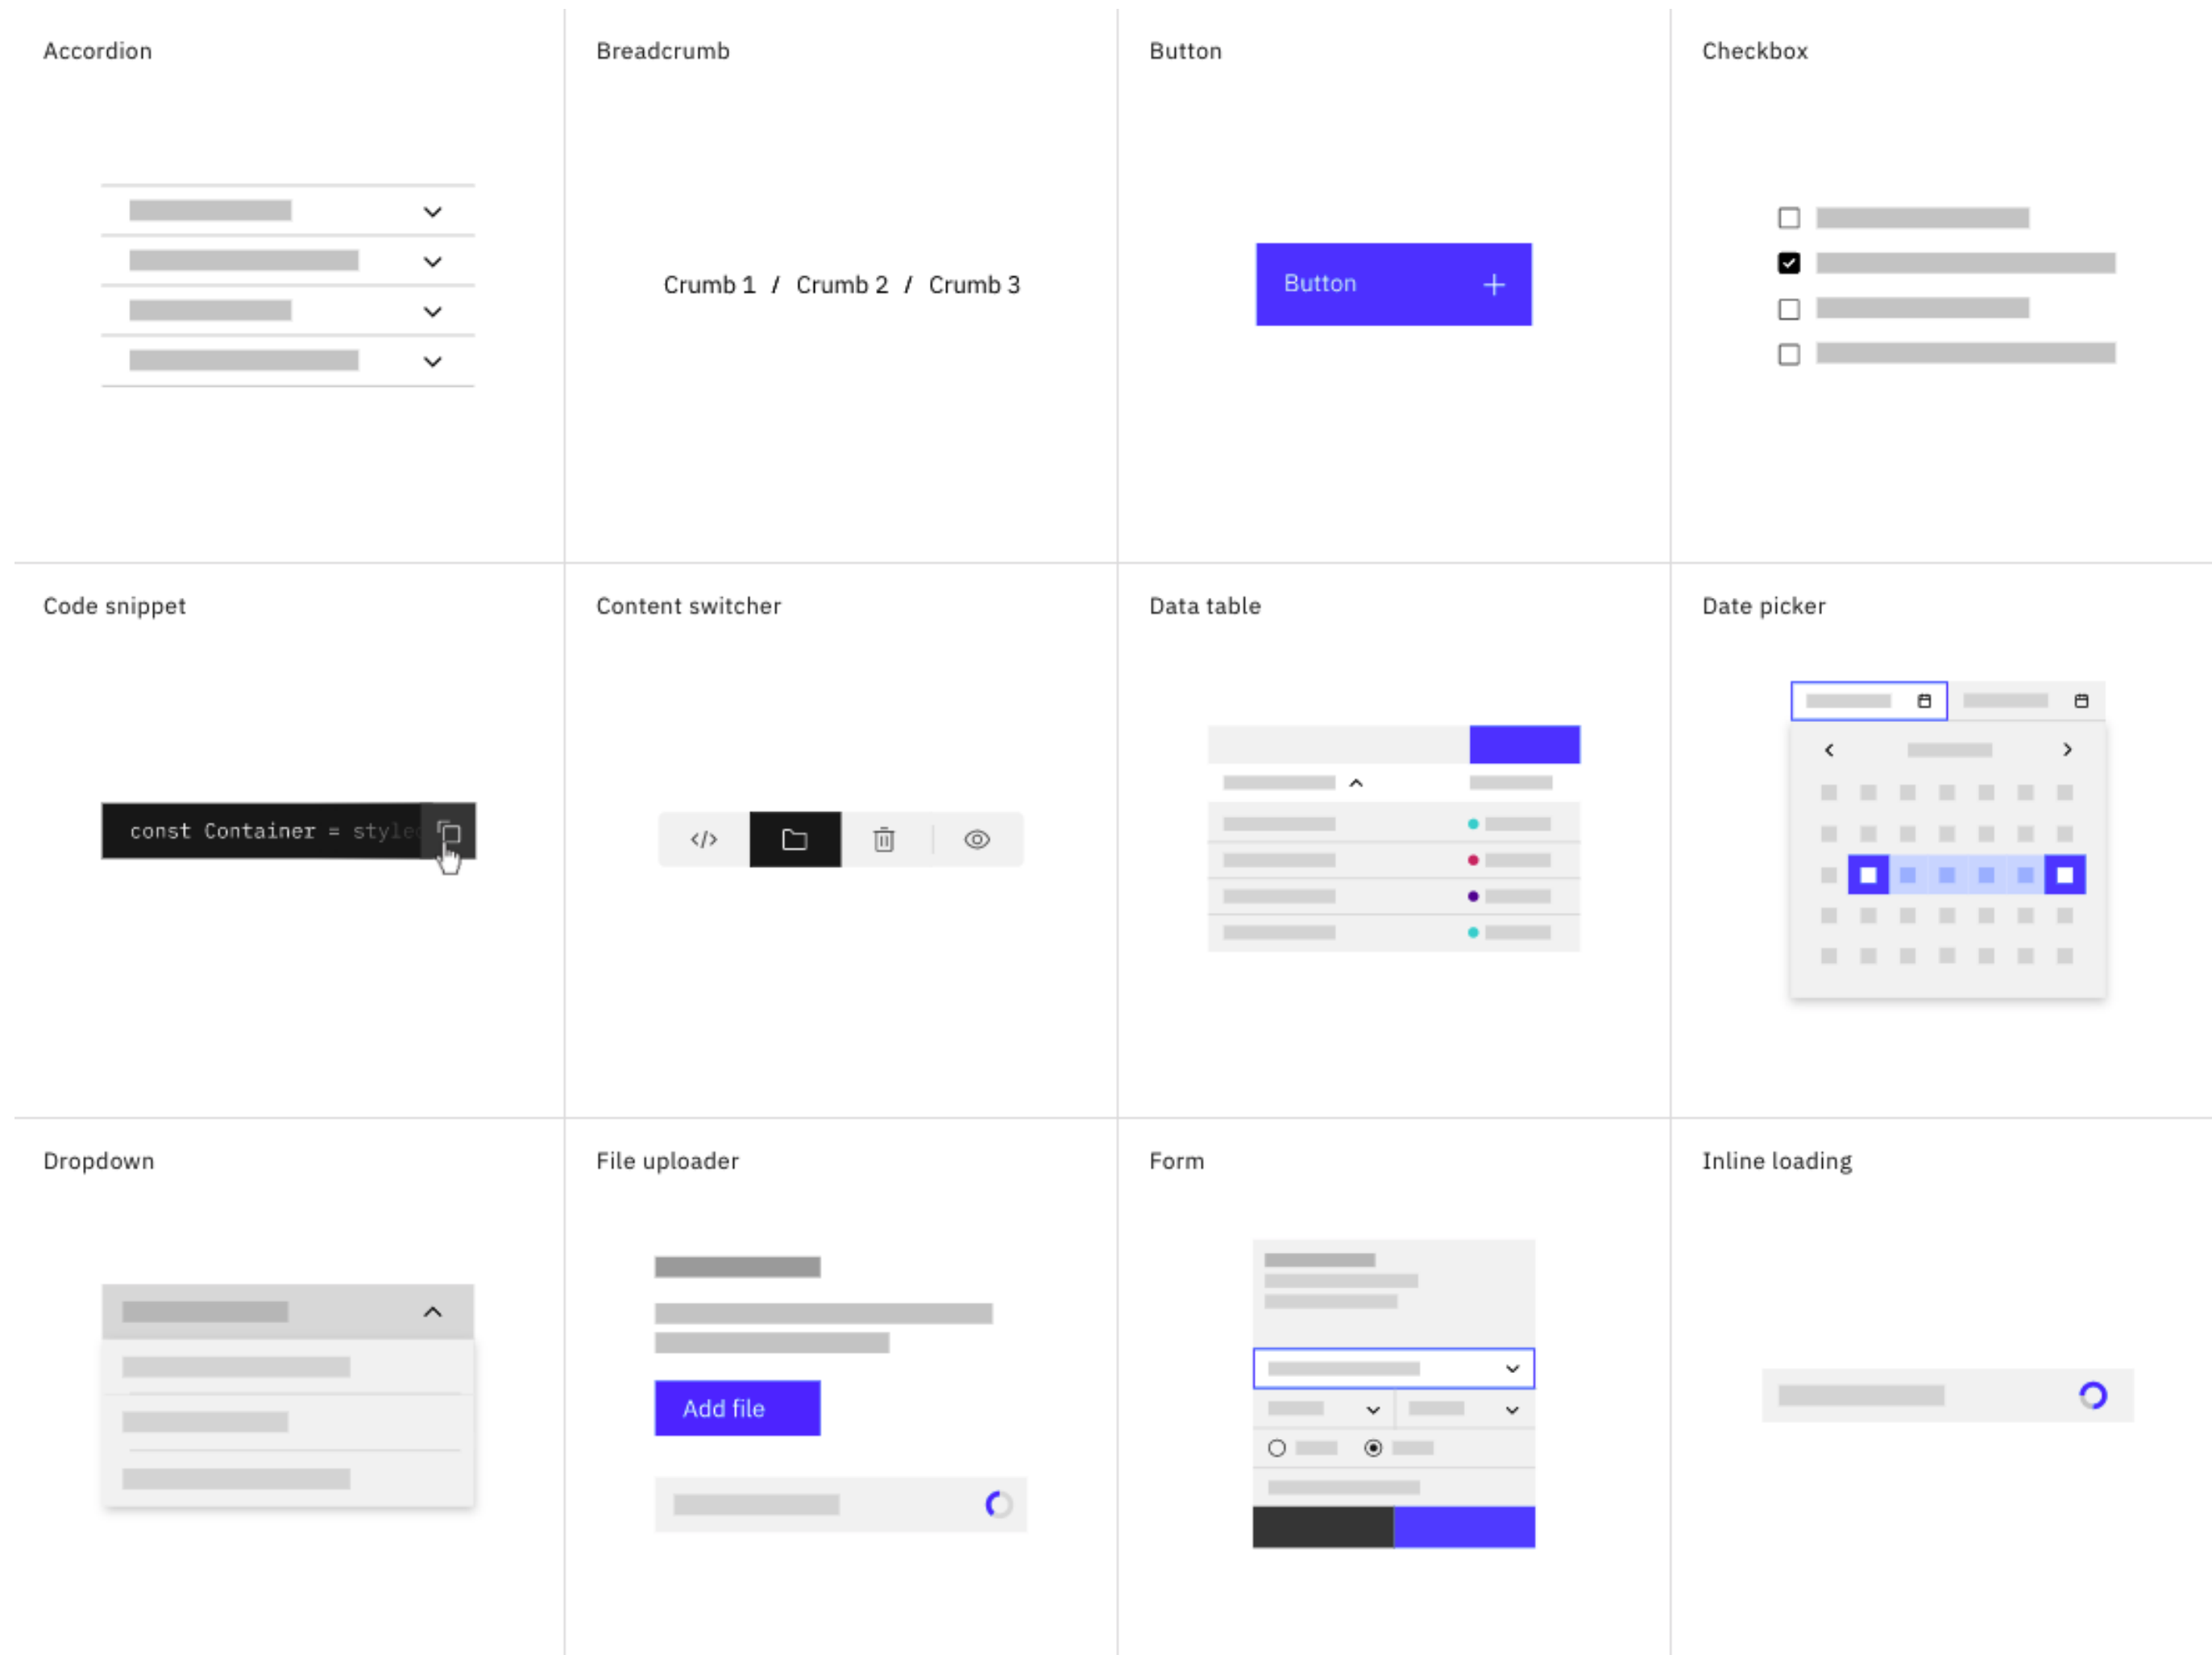 Accordion
Breadcrumb
Button
Checkbox
Crumb 1 / Crumb 2 / Crumb 3
Button
Code snippet
Content switcher
Data table
Date picker
const Container = style
Dropdown
File uploader
Form
Inline loading
Add file